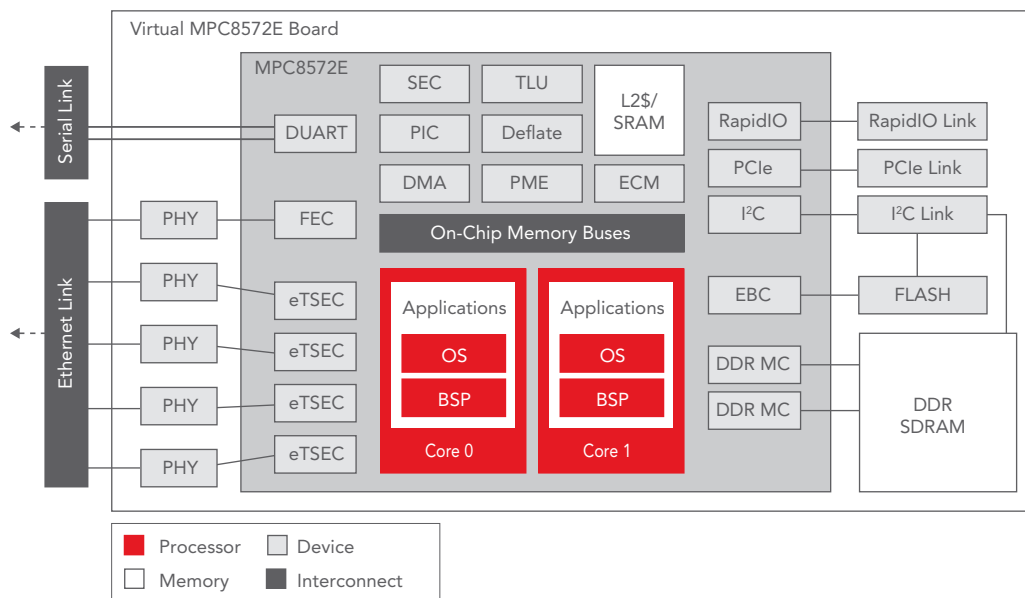 Virtual MPC8572E Board
MPC8572E
Serial Link
Ethernet Link
DUART
PHY
FEC
PHY
eTSEC
PHY
eTSEC
PHY
eTSEC
PHY
eTSEC
SEC
TLU
L2$/
SRAM
PIC
Deflate
DMA
PME
ECM
On-Chip Memory Buses
Applications
OS
BSP
Core 0
Applications
OS
BSP
Core 1
RapidIO
RapidIO Link
PCIe
PCIe Link
I²C
I²C Link
EBC
FLASH
DDR MC
DDR MC
DDR
SDRAM
Processor
Device
Memory
Interconnect